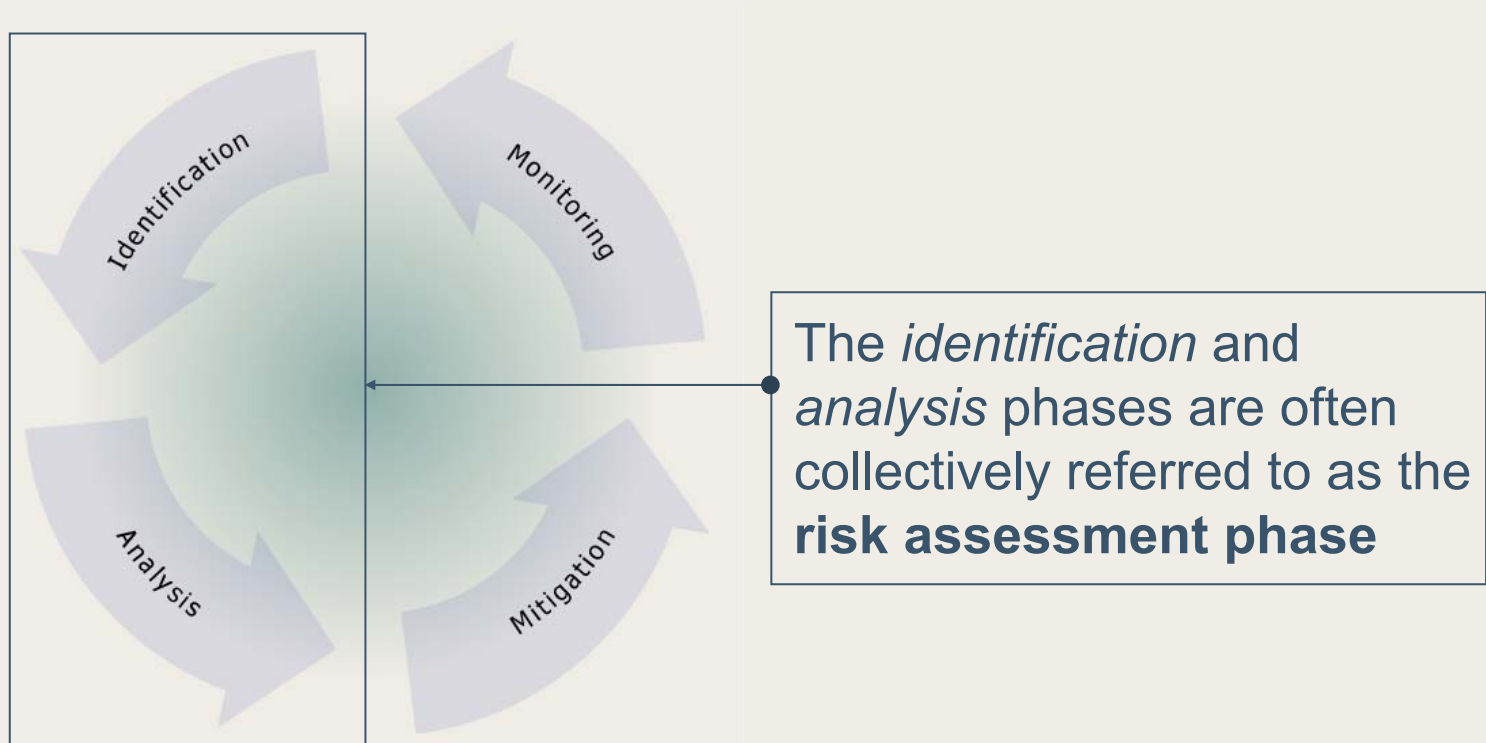 Identification
Monitoring
Analysis
Mitigation
The identification and
analysis phases are often
collectively referred to as the
risk assessment phase